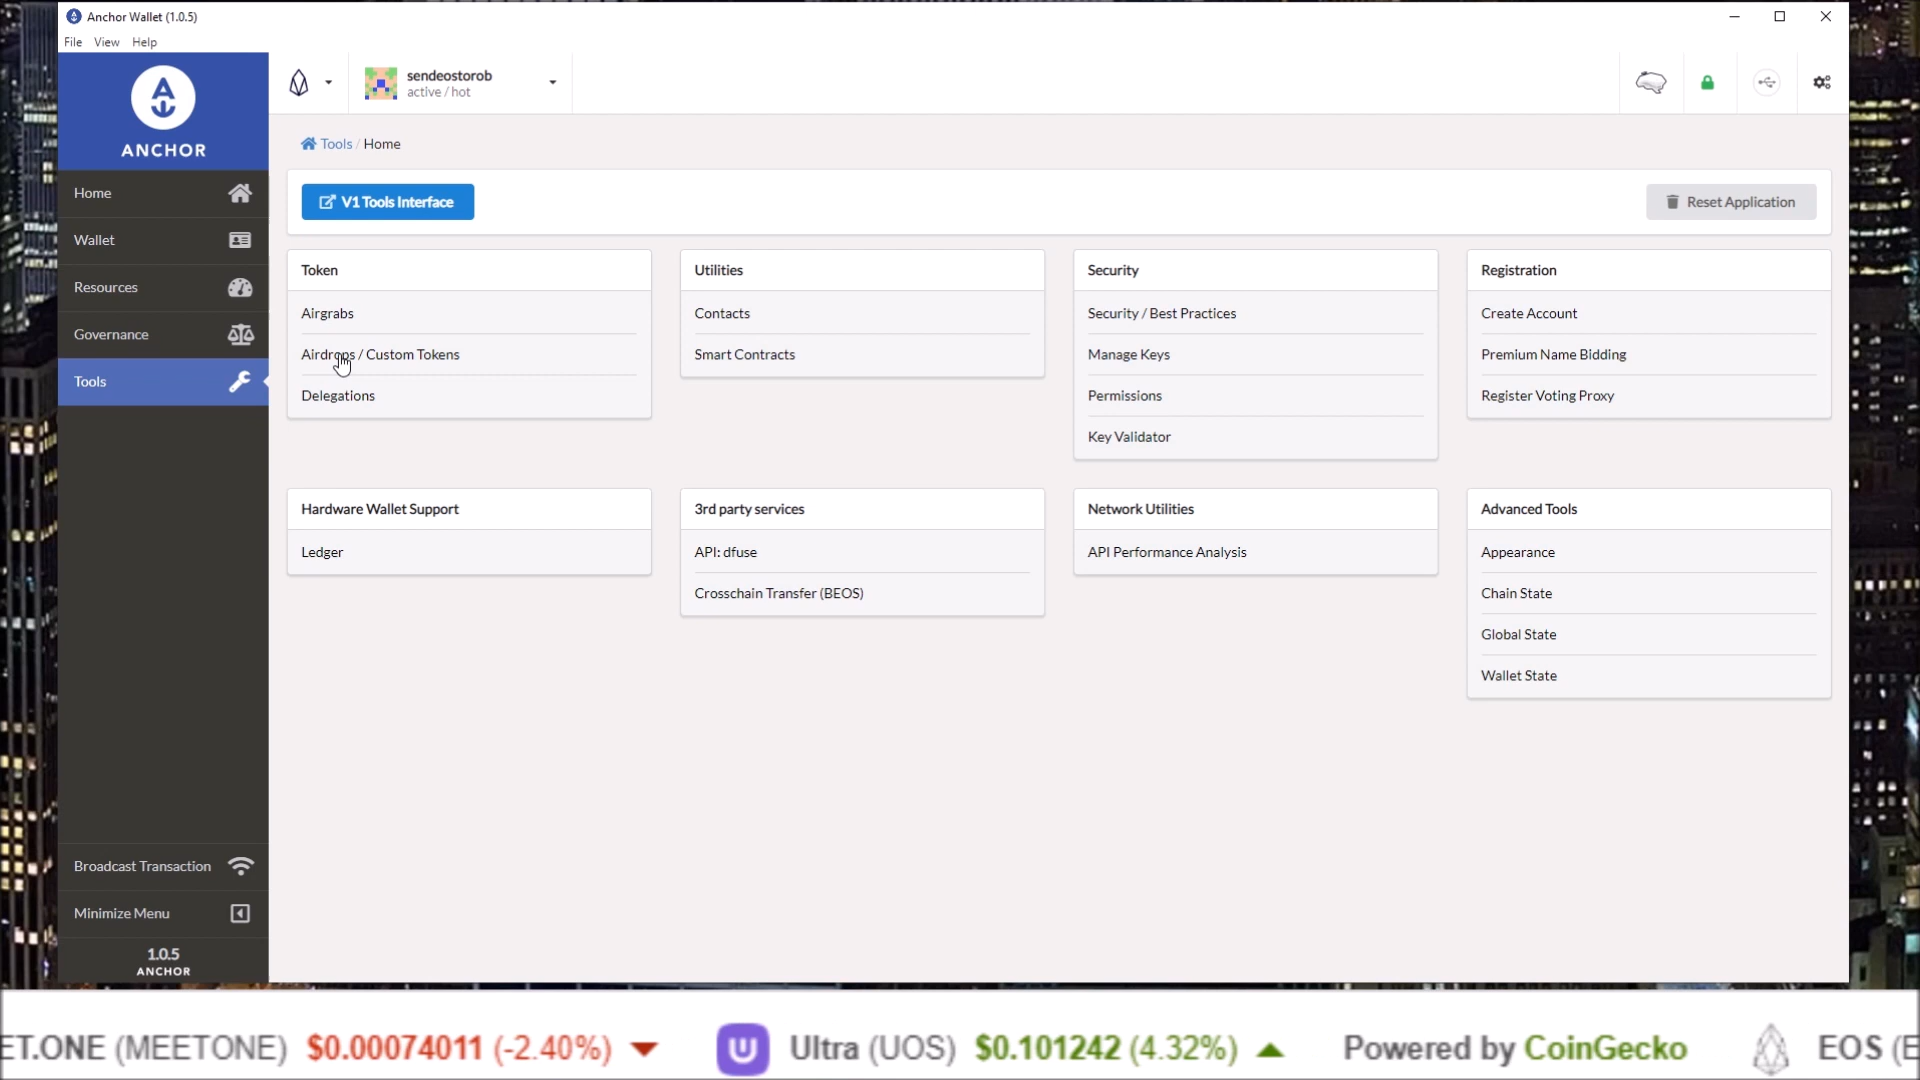 Anchor Wallet (1.0.5)
File View Help
ANCHOR
sendeostorob
active / hot
Tools / Home
V1 Tools Interface
Reset Application
Home
Wallet
Resources
Governance
Tools
Token
Airgrabs
Airdrops / Custom Tokens
Delegations
Utilities
Contacts
Smart Contracts
Security
Security / Best Practices
Manage Keys
Permissions
Key Validator
Registration
Create Account
Premium Name Bidding
Register Voting Proxy
Hardware Wallet Support
Ledger
3rd party services
API: dfuse
Crosschain Transfer (BEOS)
Network Utilities
API Performance Analysis
Advanced Tools
Appearance
Chain State
Global State
Wallet State
Broadcast Transaction
Minimize Menu
1.0.5
ANCHOR
ET.ONE (MEETONE) $0.00074011 (-2.40%) Ultra (UOS) $0.101242 (4.32%) Powered by CoinGecko EOS (E